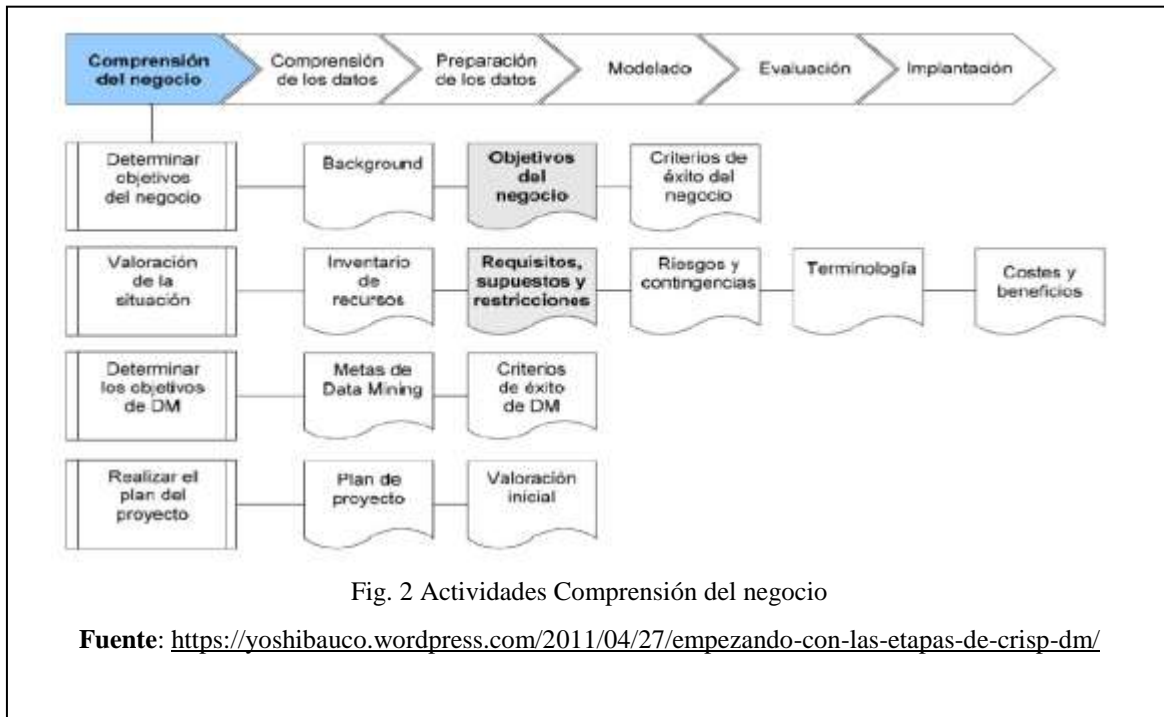 Comprensión
del negocio
Comprensión
de los datos
Preparación
de los datos
Modelado
Evaluación
Implantación
Determinar
objetivos
del negocio
Background
Objetivos
del
negocio
Criterios de
éxito del
negocio
Valoración
de la
situación
Inventario
de
recursos
Requisitos,
supuestos y
restricciones
Riesgos y
contingencias
Terminología
Costes y
beneficios
Determinar
los objetivos
de DM
Metas de
Data Mining
Criterios
de éxito
de DM
Realizar el
plan del
proyecto
Plan de
proyecto
Valoración
inicial
Fig. 2 Actividades Comprensión del negocio
Fuente: https://yoshibauco.wordpress.com/2011/04/27/empezando-con-las-etapas-de-crisp-dm/